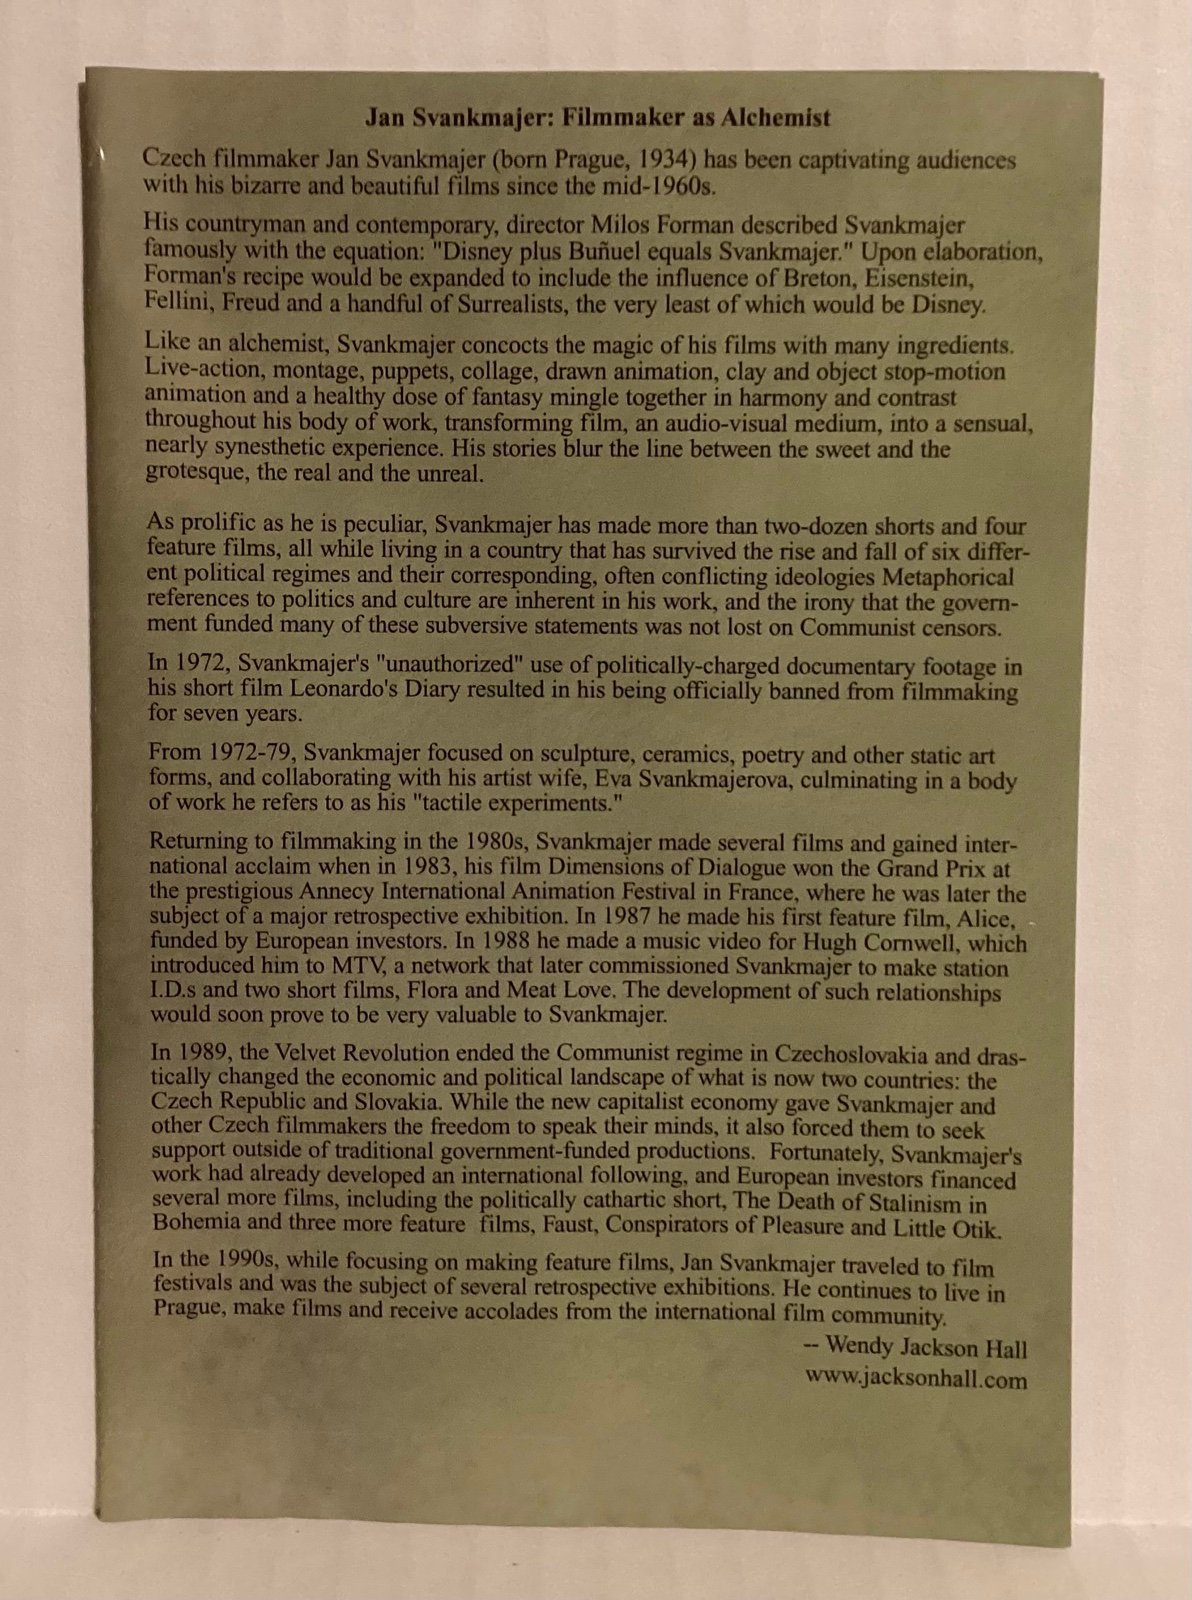 Jan Svankmajer: Filmmaker as Alchemist
Czech filmmaker Jan Svankmajer (born Prague, 1934) has been captivating audiences
with his bizarre and beautiful films since the mid-1960s.
His countryman and contemporary, director Milos Forman described Svankmajer
famously with the equation: "Disney plus Buñuel equals Svankmajer." Upon elaboration,
Forman's recipe would be expanded to include the influence of Breton, Eisenstein,
Fellini, Freud and a handful of Surrealists, the very least of which would be Disney.
Like an alchemist, Svankmajer concocts the magic of his films with many ingredients.
Live-action, montage, puppets, collage, drawn animation, clay and object stop-motion
animation and a healthy dose of fantasy mingle together in harmony and contrast
throughout his body of work, transforming film, an audio-visual medium, into a sensual,
nearly synesthetic experience. His stories blur the line between the sweet and the
grotesque, the real and the unreal.
As prolific as he is peculiar, Svankmajer has made more than two-dozen shorts and four
feature films, all while living in a country that has survived the rise and fall of six differ-
ent political regimes and their corresponding, often conflicting ideologies Metaphorical
references to politics and culture are inherent in his work, and the irony that the govern-
ment funded many of these subversive statements was not lost on Communist censors.
In 1972, Svankmajer's "unauthorized" use of politically-charged documentary footage in
his short film Leonardo's Diary resulted in his being officially banned from filmmaking
for seven years.
From 1972-79, Svankmajer focused on sculpture, ceramics, poetry and other static art
forms, and collaborating with his artist wife, Eva Svankmajerova, culminating in a body
of work he refers to as his "tactile experiments."
Returning to filmmaking in the 1980s, Svankmajer made several films and gained inter-
national acclaim when in 1983, his film Dimensions of Dialogue won the Grand Prix at
the prestigious Annecy International Animation Festival in France, where he was later the
subject of a major retrospective exhibition. In 1987 he made his first feature film, Alice,
funded by European investors. In 1988 he made a music video for Hugh Cornwell, which
introduced him to MTV, a network that later commissioned Svankmajer to make station
I.D.s and two short films, Flora and Meat Love. The development of such relationships
would soon prove to be very valuable to Svankmajer.
In 1989, the Velvet Revolution ended the Communist regime in Czechoslovakia and dras-
tically changed the economic and political landscape of what is now two countries: the
Czech Republic and Slovakia. While the new capitalist economy gave Svankmajer and
other Czech filmmakers the freedom to speak their minds, it also forced them to seek
support outside of traditional government-funded productions.  Fortunately, Svankmajer's
work had already developed an international following, and European investors financed
several more films, including the politically cathartic short, The Death of Stalinism in
Bohemia and three more feature  films, Faust, Conspirators of Pleasure and Little Otik.
In the 1990s, while focusing on making feature films, Jan Svankmajer traveled to film
festivals and was the subject of several retrospective exhibitions. He continues to live in
Prague, make films and receive accolades from the international film community.
-- Wendy Jackson Hall
www.jacksonhall.com